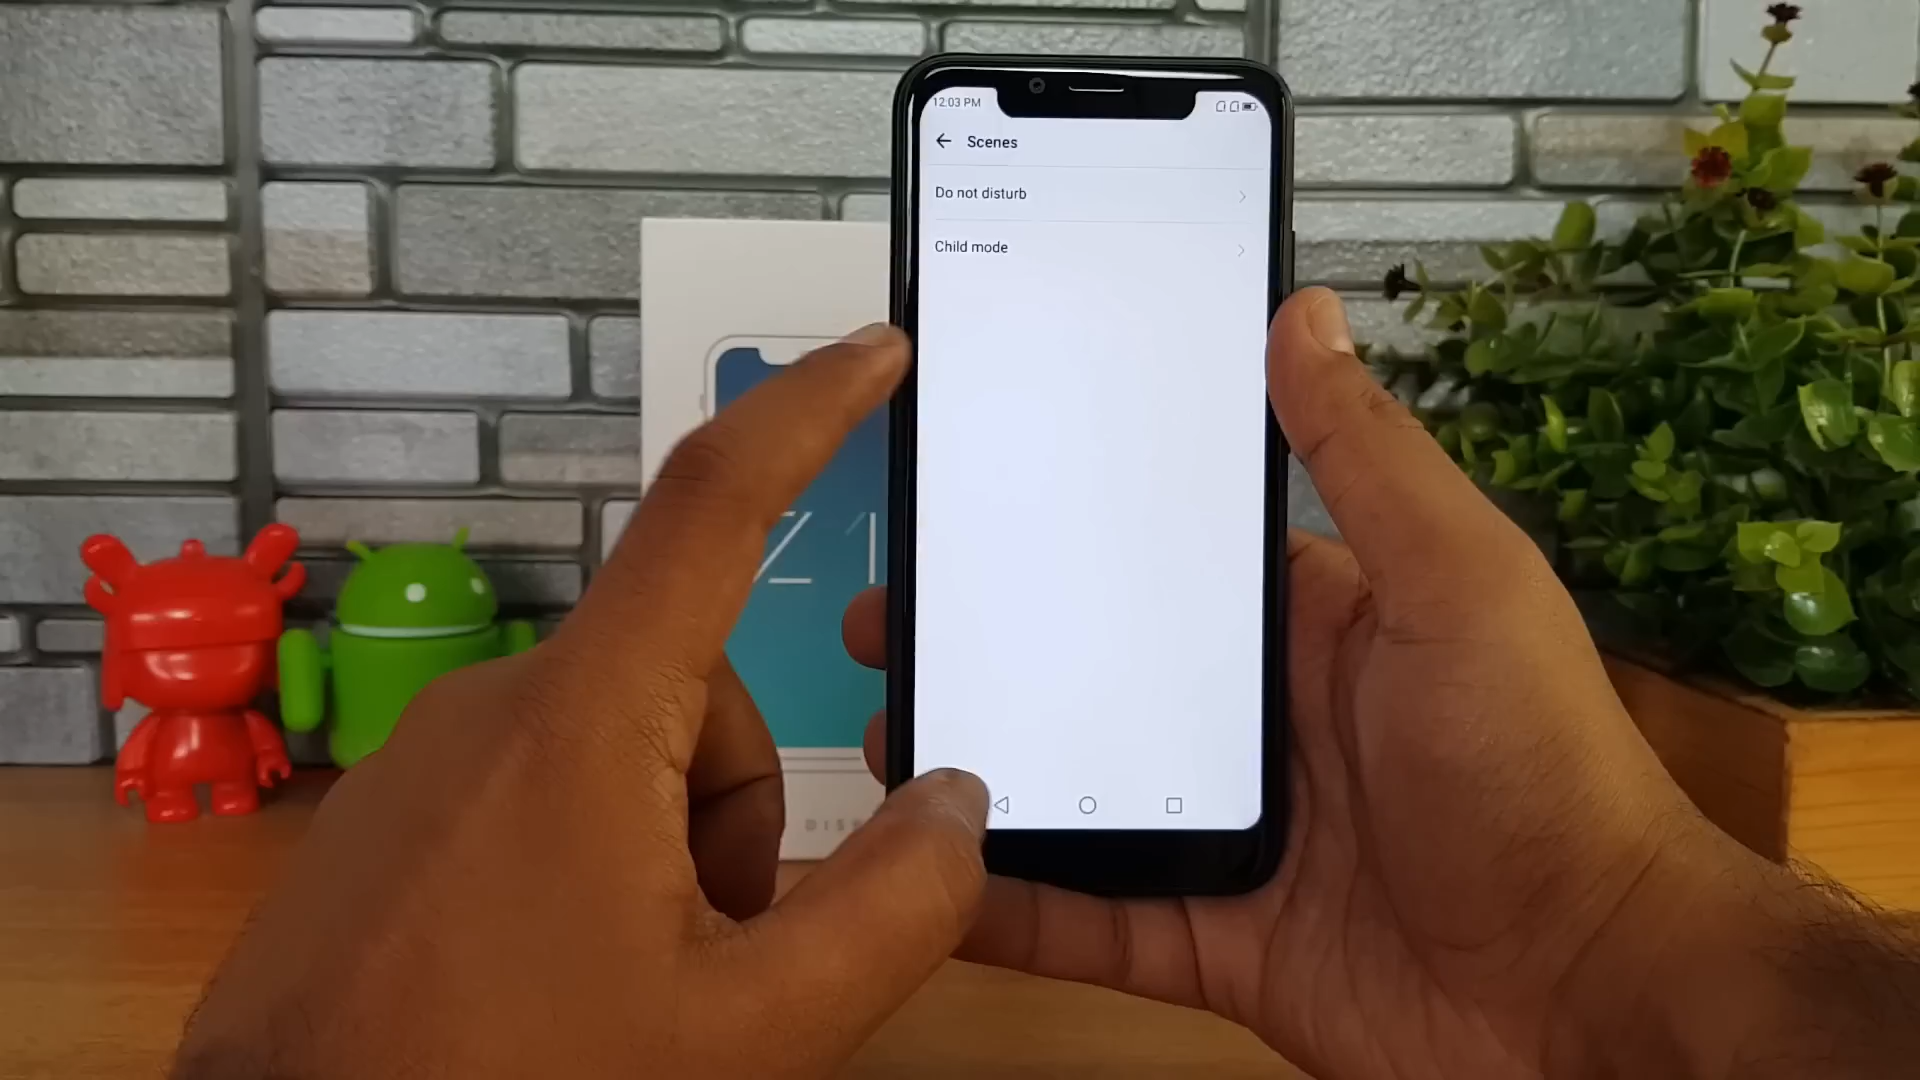 12:03 PM
Scenes
Do not disturb
Child mode
Z1